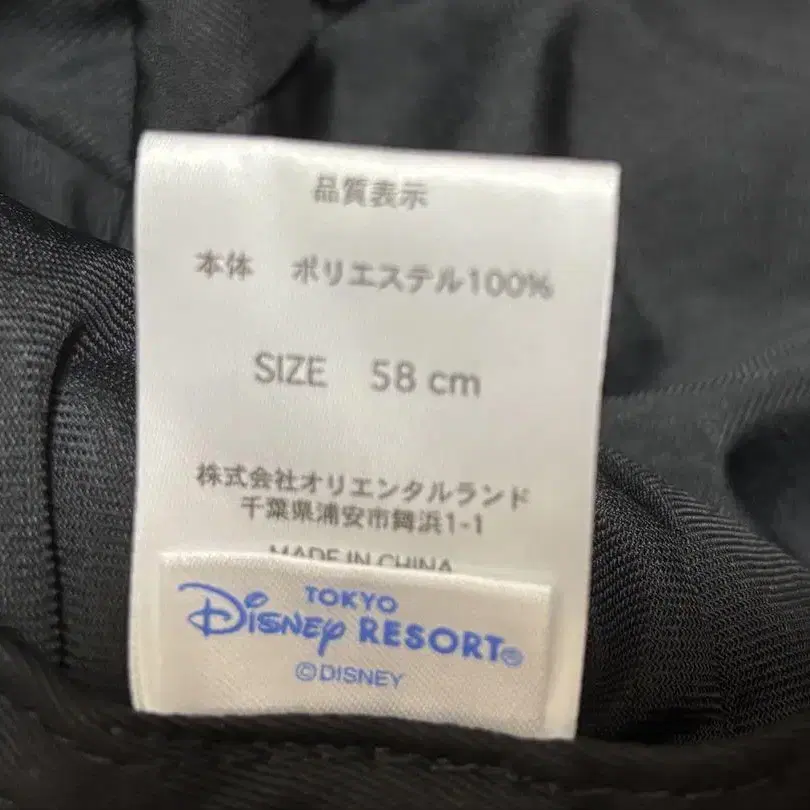 品質表示
本体　ポリエステル100%
SIZE　58 cm
株式会社オリエンタルランド
千葉県浦安市舞浜1-1
MADE IN CHINA
TOKYO
Disney RESORT®
©DISNEY